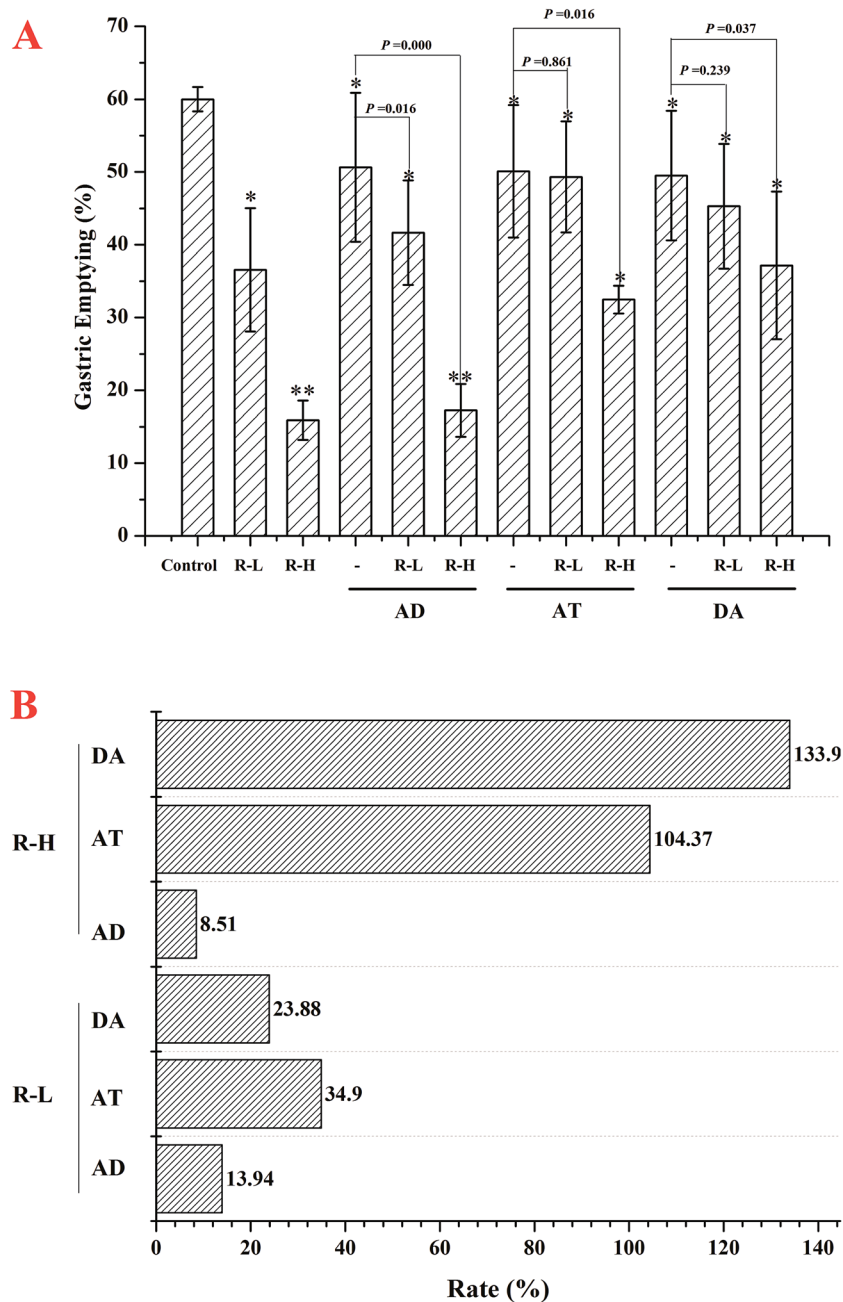 A
70
60
50
40
30
20
10
0
Gastric Emptying (%)
P =0.000
P =0.016
P =0.016
P =0.861
P =0.037
P =0.239
*
**
*
*
**
*
*
*
*
*
*
Control R-L R-H - R-L R-H - R-L R-H - R-L R-H
AD AT DA
B
R-H
DA 133.9
AT 104.37
AD 8.51
R-L
DA 23.88
AT 34.9
AD 13.94
0 20 40 60 80 100 120 140
Rate (%)